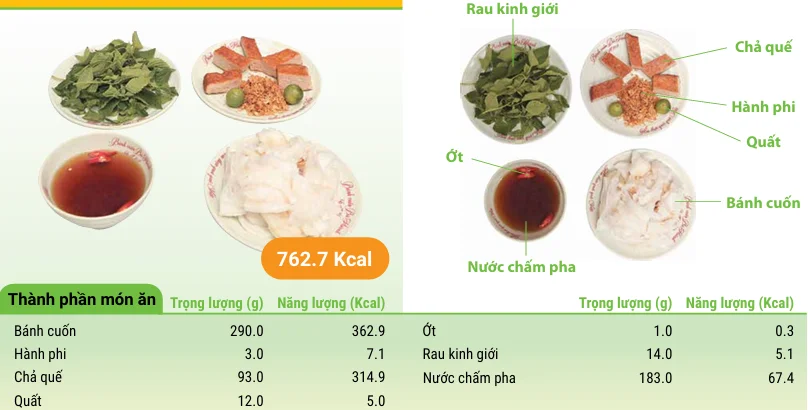 Rau kinh giới
Chả quế
Hành phi
Quất
Ớt
Bánh cuốn
Nước chấm pha
762.7 Kcal
Thành phần món ăn Trọng lượng (g) Năng lượng (Kcal)
Bánh cuốn 290.0 362.9
Hành phi 3.0 7.1
Chả quế 93.0 314.9
Quất 12.0 5.0
Trọng lượng (g) Năng lượng (Kcal)
Ớt 1.0 0.3
Rau kinh giới 14.0 5.1
Nước chấm pha 183.0 67.4